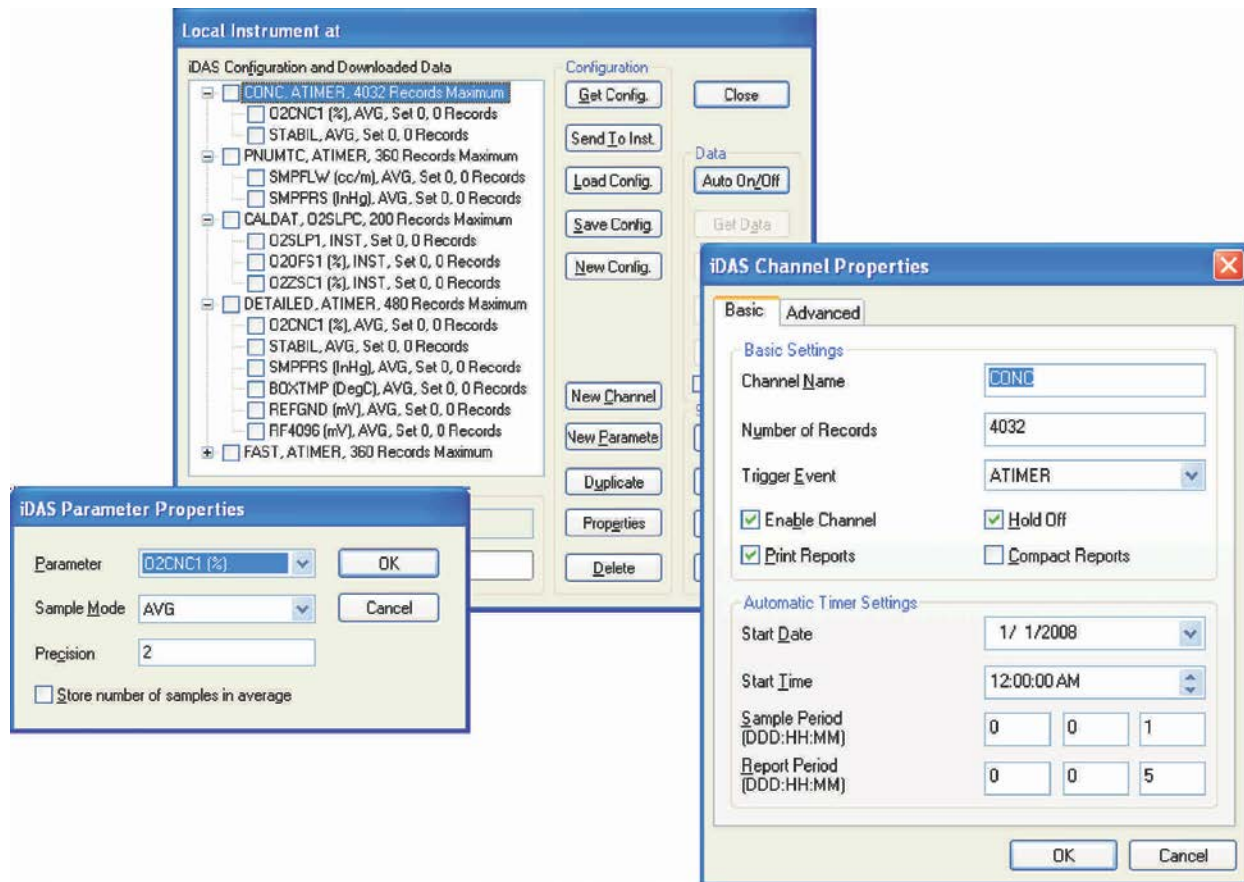 Local Instrument at
iDAS Configuration and Downloaded Data
CONC, ATIMER, 4032 Records Maximum
O2CNC1 (%), AVG, Set 0, 0 Records
STABIL, AVG, Set 0, 0 Records
PNUMTC, ATIMER, 360 Records Maximum
SMPFLW (cc/m), AVG, Set 0, 0 Records
SMPPRS (InHg), AVG, Set 0, 0 Records
CALDAT, O2SLPC, 200 Records Maximum
O2SLP1, INST, Set 0, 0 Records
O2OFS1 (%), INST, Set 0, 0 Records
O2ZSC1 (%), INST, Set 0, 0 Records
DETAILED, ATIMER, 480 Records Maximum
O2CNC1 (%), AVG, Set 0, 0 Records
STABIL, AVG, Set 0, 0 Records
SMPPRS (InHg), AVG, Set 0, 0 Records
BOXTMP (DegC), AVG, Set 0, 0 Records
REFGND (mV), AVG, Set 0, 0 Records
RF4096 (mV), AVG, Set 0, 0 Records
FAST, ATIMER, 360 Records Maximum
Configuration
Get Config.
Send To Inst.
Load Config.
Save Config.
New Config.
New Channel
New Paramete
Duplicate
Properties
Delete
Close
Data
Auto On/Off
Get Data
iDAS Parameter Properties
Parameter O2CNC1 (%) OK
Sample Mode AVG Cancel
Precision 2
Store number of samples in average
iDAS Channel Properties
Basic Advanced
Basic Settings
Channel Name CONC
Number of Records 4032
Trigger Event ATIMER
Enable Channel Hold Off
Print Reports Compact Reports
Automatic Timer Settings
Start Date 1/ 1/2008
Start Time 12:00:00 AM
Sample Period
(DDD:HH:MM) 0 0 1
Report Period
(DDD:HH:MM) 0 0 5
OK Cancel